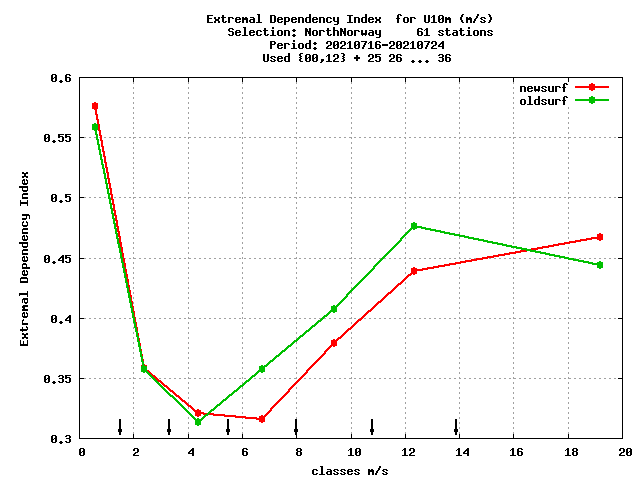 Extremal Dependency Index  for U10m (m/s)
Selection: NorthNorway     61 stations
Period: 20210716-20210724
Used {00,12} + 25 26 ... 36
newsurf
oldsurf
Extremal Dependency Index
0.6
0.55
0.5
0.45
0.4
0.35
0.3
0 2 4 6 8 10 12 14 16 18 20
classes m/s